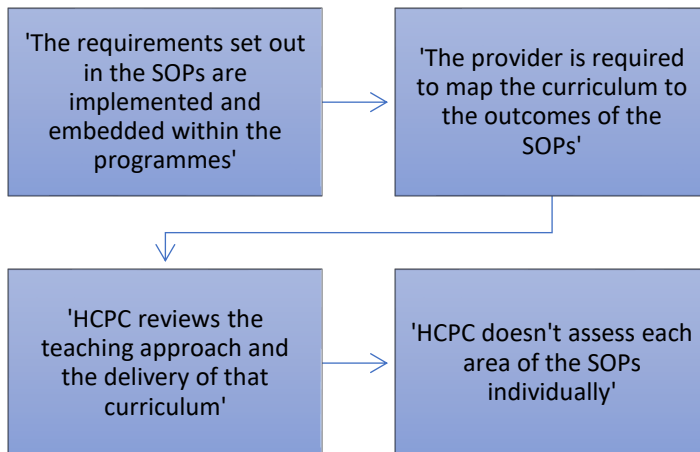 'The requirements set out
in the SOPs are
implemented and
embedded within the
programmes'
'The provider is required
to map the curriculum to
the outcomes of the
SOPs'
'HCPC reviews the
teaching approach and
the delivery of that
curriculum'
'HCPC doesn't assess each
area of the SOPs
individually'